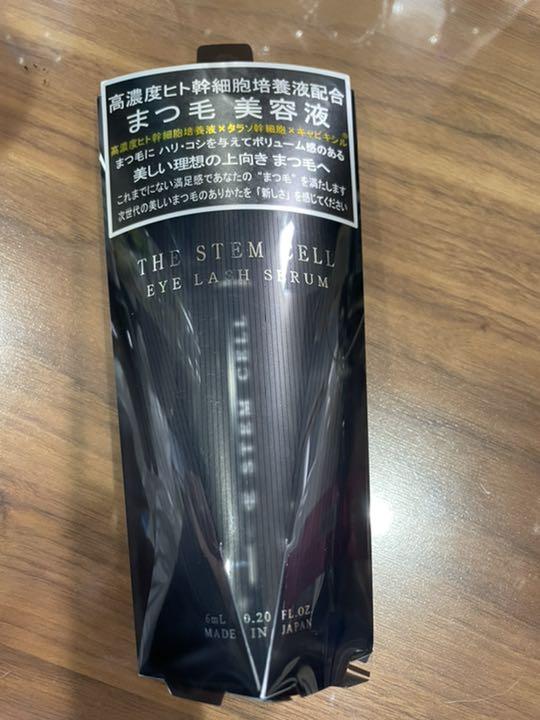 高濃度ヒト幹細胞培養液配合
まつ毛 美容液
高濃度ヒト幹細胞培養液×タラソ幹細胞×キャピキシル®
まつ毛に ハリ・コシを与えてボリューム感のある
美しい理想の上向き まつ毛へ
これまでにない満足感であなたの“まつ毛”を満たします
次世代の美しいまつ毛のありかたを「新しさ」を感じてください
THE STEM CELL
EYE LASH SERUM
STEM CELL
6mL 0.20 FL.OZ.
MADE IN JAPAN